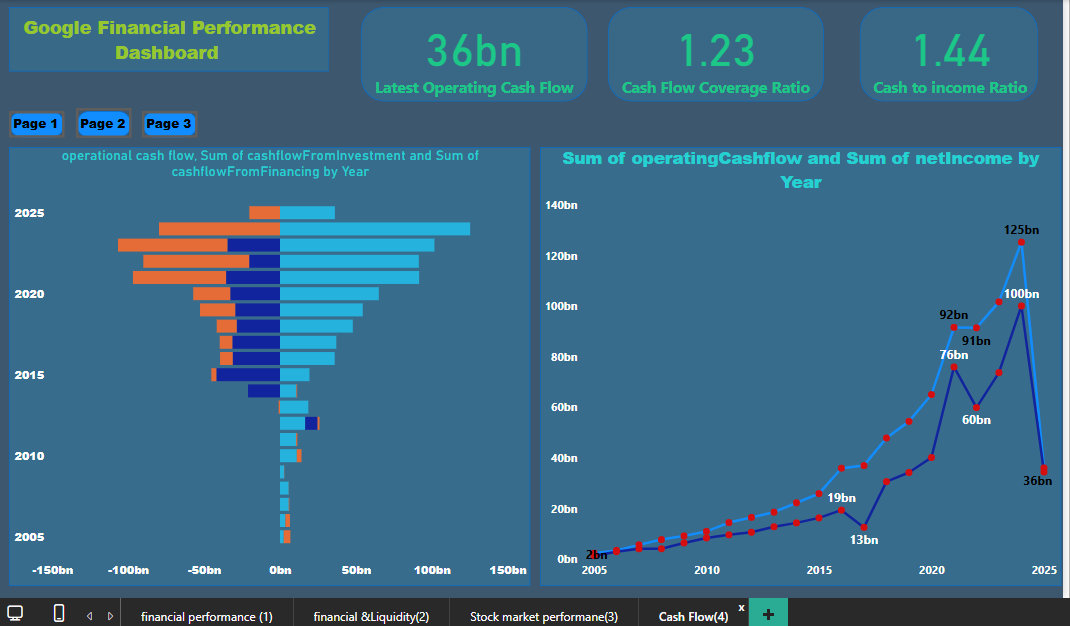 Google Financial Performance
Dashboard
36bn
Latest Operating Cash Flow
1.23
Cash Flow Coverage Ratio
1.44
Cash to income Ratio
Page 1
Page 2
Page 3
operational cash flow, Sum of cashflowFromInvestment and Sum of
cashflowFromFinancing by Year
2025
2020
2015
2010
2005
-150bn
-100bn
-50bn
0bn
50bn
100bn
150bn
Sum of operatingCashflow and Sum of netIncome by
Year
140bn
120bn
100bn
80bn
60bn
40bn
20bn
0bn
125bn
100bn
92bn
91bn
76bn
60bn
19bn
13bn
36bn
2bn
2005
2010
2015
2020
2025
financial performance (1)
financial &Liquidity(2)
Stock market performane(3)
Cash Flow(4)
x
+